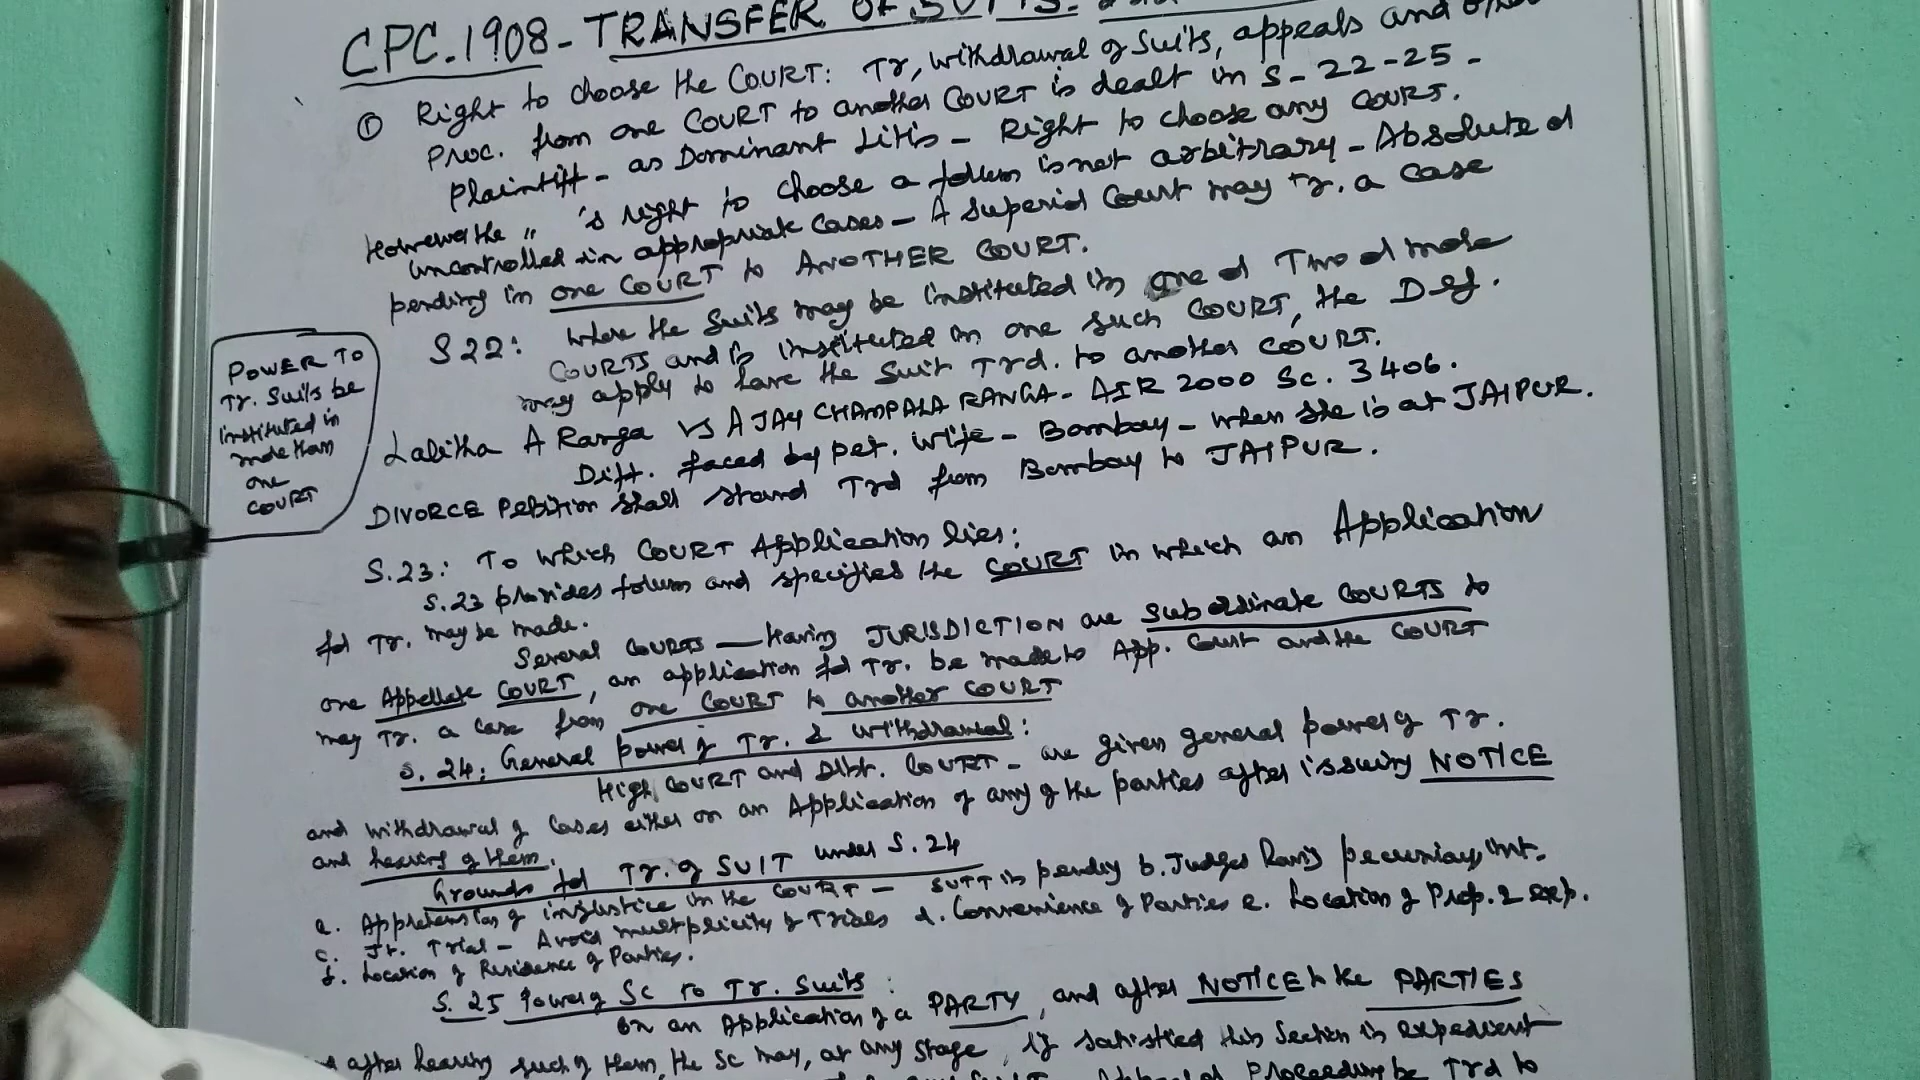 CPC.1908 - TRANSFER OF SUITS.
① Right to choose the COURT: Tr, withdrawal of Suits, appeals and other
Proc. from one COURT to another COURT is dealt in S-22-25-
Plaintiff - as Dominant Litis - Right to choose any COURT.
However the " 's right to choose a forum is not arbitrary - Absolute or
uncontrolled in appropriate cases - A Superior Court may Tr. a case
pending in one COURT to ANOTHER COURT.
S22: where the Suits may be instituted in one of Two or more
COURTS and is instituted in one such COURT, the Def.
may apply to have the Suit Trd. to another COURT.
Lalitha A Ranga vs AJAY CHAMPALA RANGA - AIR 2000 SC. 3406.
Diff. faced by pet. wife - Bombay - when she is at JAIPUR.
DIVORCE Petition shall stand Trd from Bombay to JAIPUR.
POWER TO
Tr. Suits be
instituted in
more than
one
COURT
S.23: To which COURT Application lies:
S.23 provides forum and specifies the COURT in which an Application
for Tr. may be made.
Several COURTS - Having JURISDICTION are Subordinate COURTS to
one Appellate COURT, an application for Tr. be made to App. Court and the COURT
may Tr. a case from one COURT to another COURT
S. 24: General power of Tr. & withdrawal:
High COURT and Dist. COURT - are given general power of Tr.
and withdrawal of Cases either on an Application of any of the parties after issuing NOTICE
and hearing of them.
Grounds for Tr. of SUIT under S. 24
a. Apprehension of injustice in the COURT - SUIT is pending b. Judges having pecuniary int.
c. Jt. Trial - Avoid multiplicity of Trials d. Convenience of Parties e. Location of Prop. & exp.
f. Location of Residence of Parties.
S. 25 Power of SC to Tr. Suits:
On an Application of a PARTY, and after NOTICE to the PARTIES
after hearing such of them, the SC may, at any stage, if satisfied this Section is expedient
Proceeding be Trd to